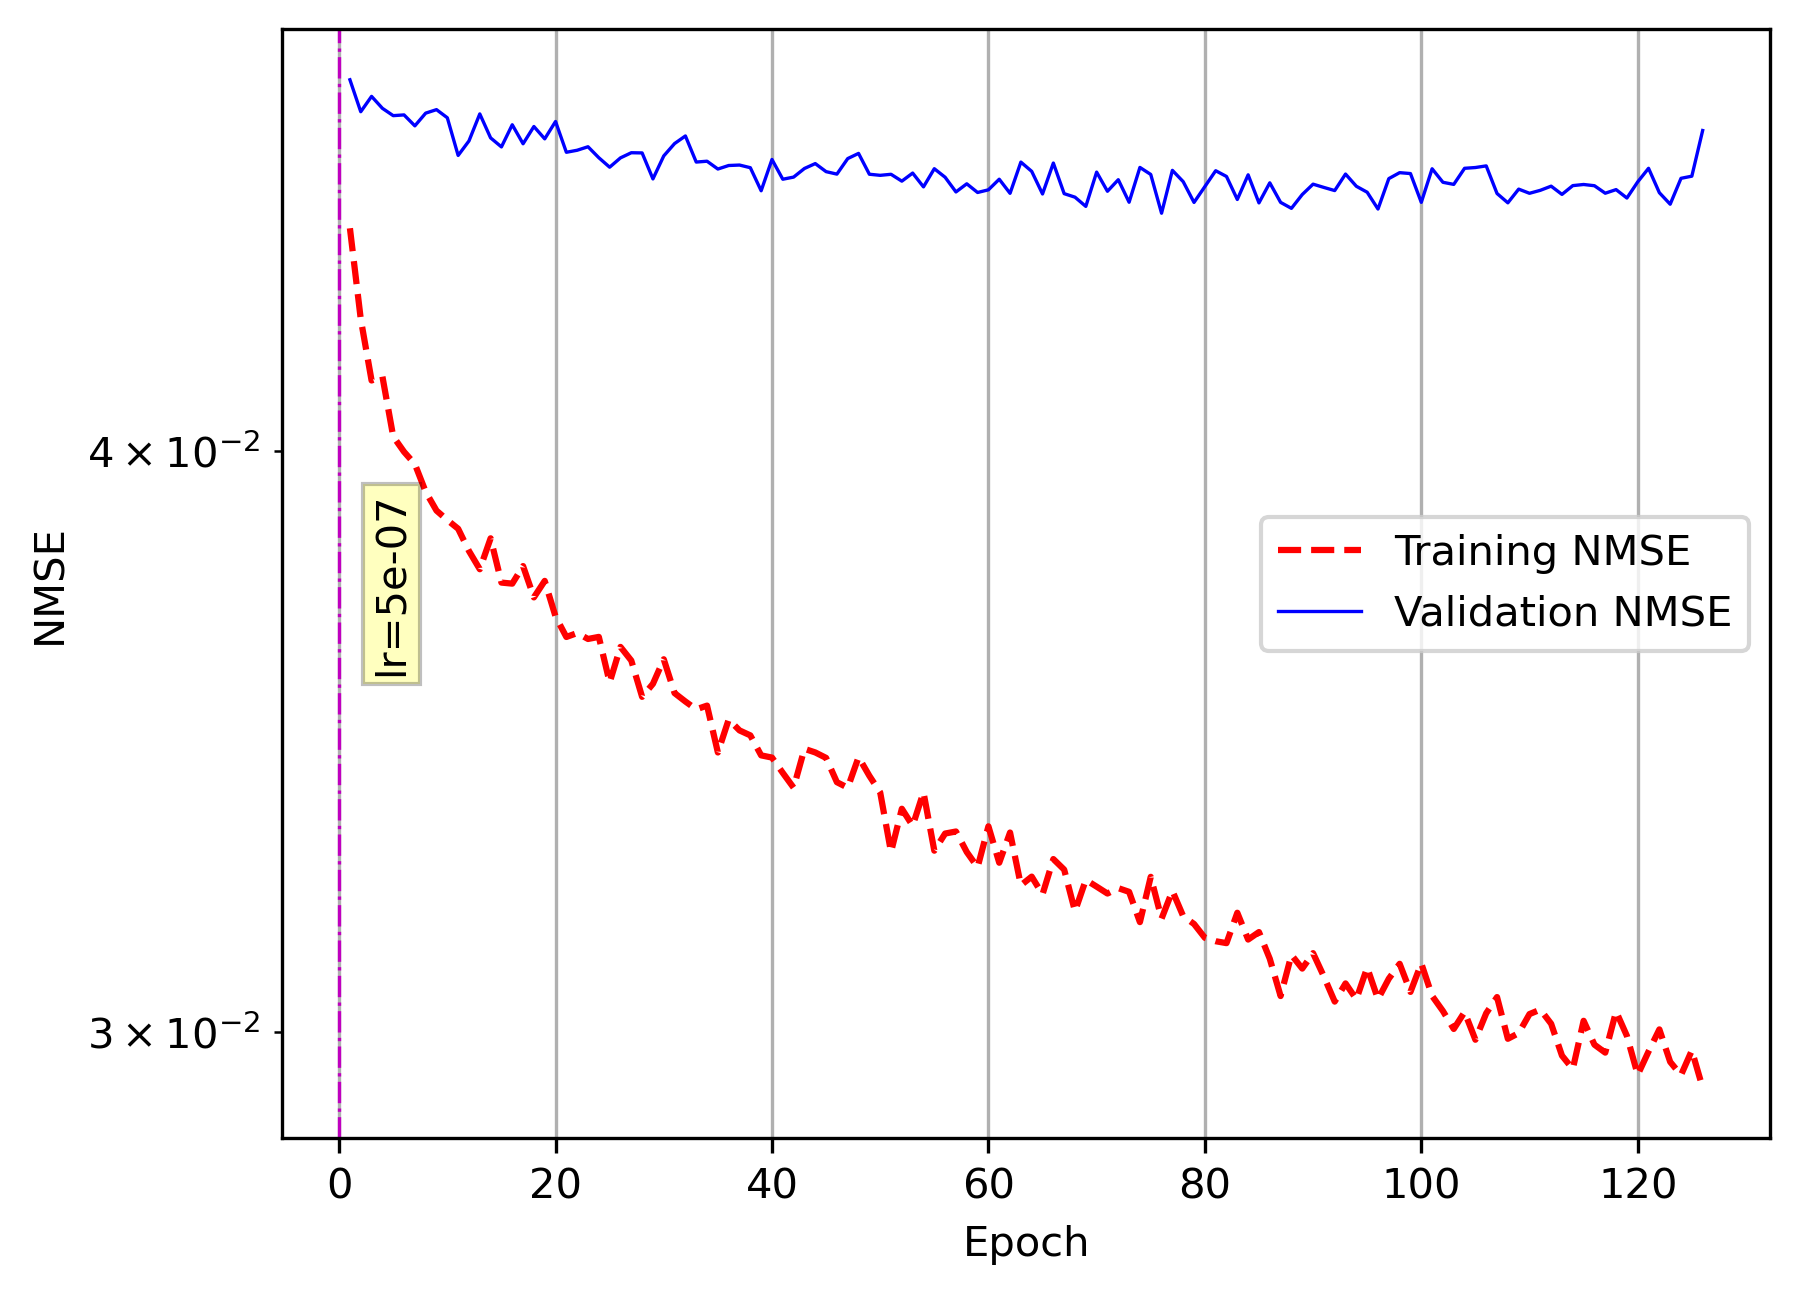 NMSE
4 × 10⁻²
3 × 10⁻²
lr=5e-07
Training NMSE
Validation NMSE
0 20 40 60 80 100 120
Epoch